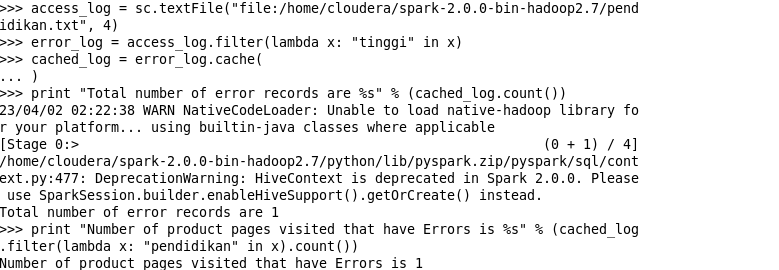 >>> access_log = sc.textFile("file:/home/cloudera/spark-2.0.0-bin-hadoop2.7/pend
idikan.txt", 4)
>>> error_log = access_log.filter(lambda x: "tinggi" in x)
>>> cached_log = error_log.cache(
... )
>>> print "Total number of error records are %s" % (cached_log.count())
23/04/02 02:22:38 WARN NativeCodeLoader: Unable to load native-hadoop library fo
r your platform... using builtin-java classes where applicable
[Stage 0:>                                                          (0 + 1) / 4]
/home/cloudera/spark-2.0.0-bin-hadoop2.7/python/lib/pyspark.zip/pyspark/sql/cont
ext.py:477: DeprecationWarning: HiveContext is deprecated in Spark 2.0.0. Please
 use SparkSession.builder.enableHiveSupport().getOrCreate() instead.
Total number of error records are 1
>>> print "Number of product pages visited that have Errors is %s" % (cached_log
.filter(lambda x: "pendidikan" in x).count())
Number of product pages visited that have Errors is 1